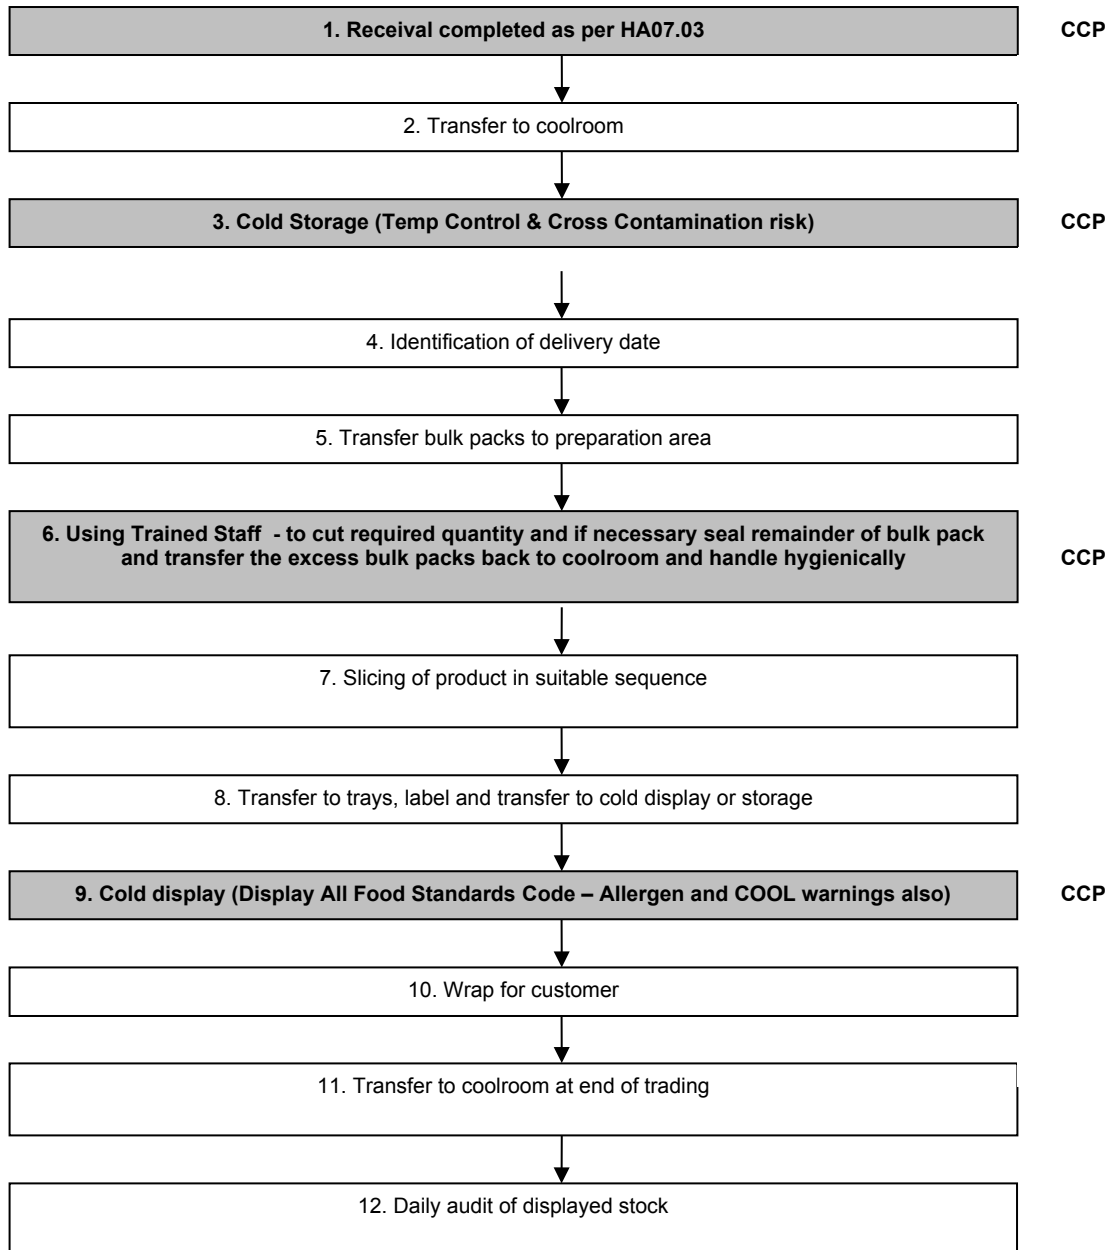 1. Receival completed as per HA07.03
CCP
2. Transfer to coolroom
3. Cold Storage (Temp Control & Cross Contamination risk)
CCP
4. Identification of delivery date
5. Transfer bulk packs to preparation area
6. Using Trained Staff - to cut required quantity and if necessary seal remainder of bulk pack
and transfer the excess bulk packs back to coolroom and handle hygienically
CCP
7. Slicing of product in suitable sequence
8. Transfer to trays, label and transfer to cold display or storage
9. Cold display (Display All Food Standards Code – Allergen and COOL warnings also)
CCP
10. Wrap for customer
11. Transfer to coolroom at end of trading
12. Daily audit of displayed stock